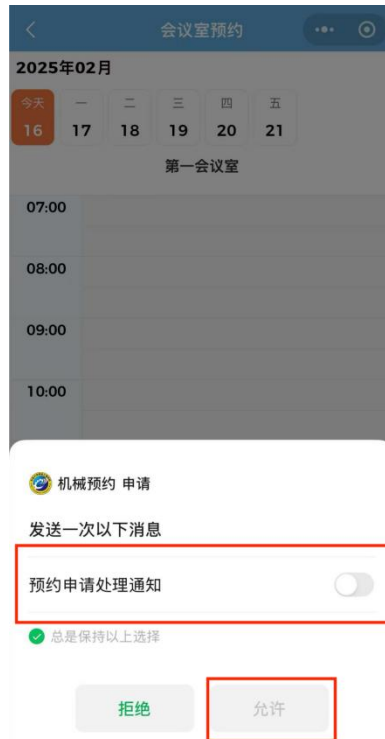 会议室预约
2025年02月
今天 一 二 三 四 五
16 17 18 19 20 21
第一会议室
07:00
08:00
09:00
10:00
机械预约 申请
发送一次以下消息
预约申请处理通知
总是保持以上选择
拒绝 允许